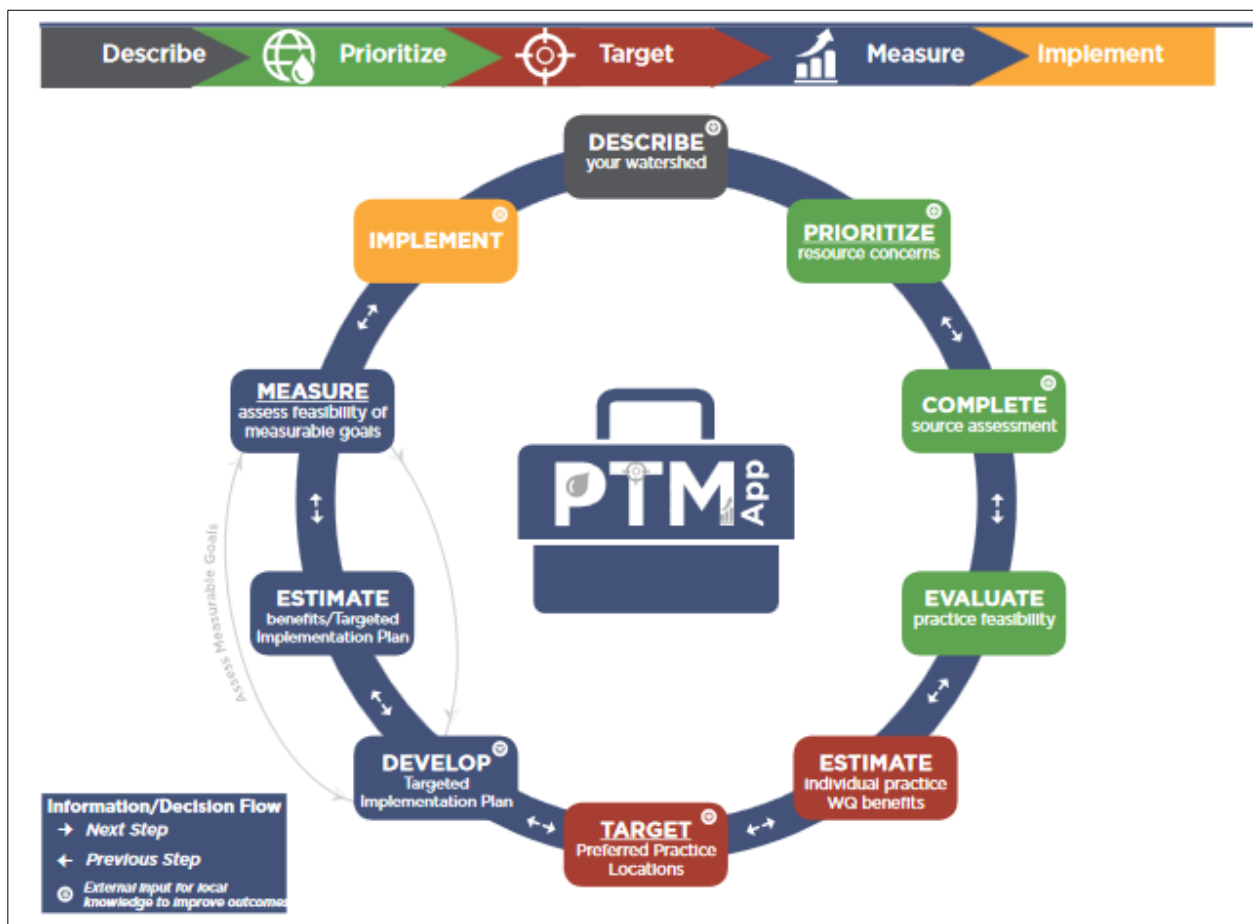 Describe
Prioritize
Target
Measure
Implement
DESCRIBE
your watershed
PRIORITIZE
resource concerns
COMPLETE
source assessment
EVALUATE
practice feasibility
ESTIMATE
individual practice
WQ benefits
TARGET
Preferred Practice
Locations
DEVELOP
Targeted
Implementation Plan
ESTIMATE
benefits/Targeted
Implementation Plan
MEASURE
assess feasibility of
measurable goals
IMPLEMENT
Assess Measurable Goals
PTM
App
Information/Decision Flow
Next Step
Previous Step
External Input for local
knowledge to improve outcomes